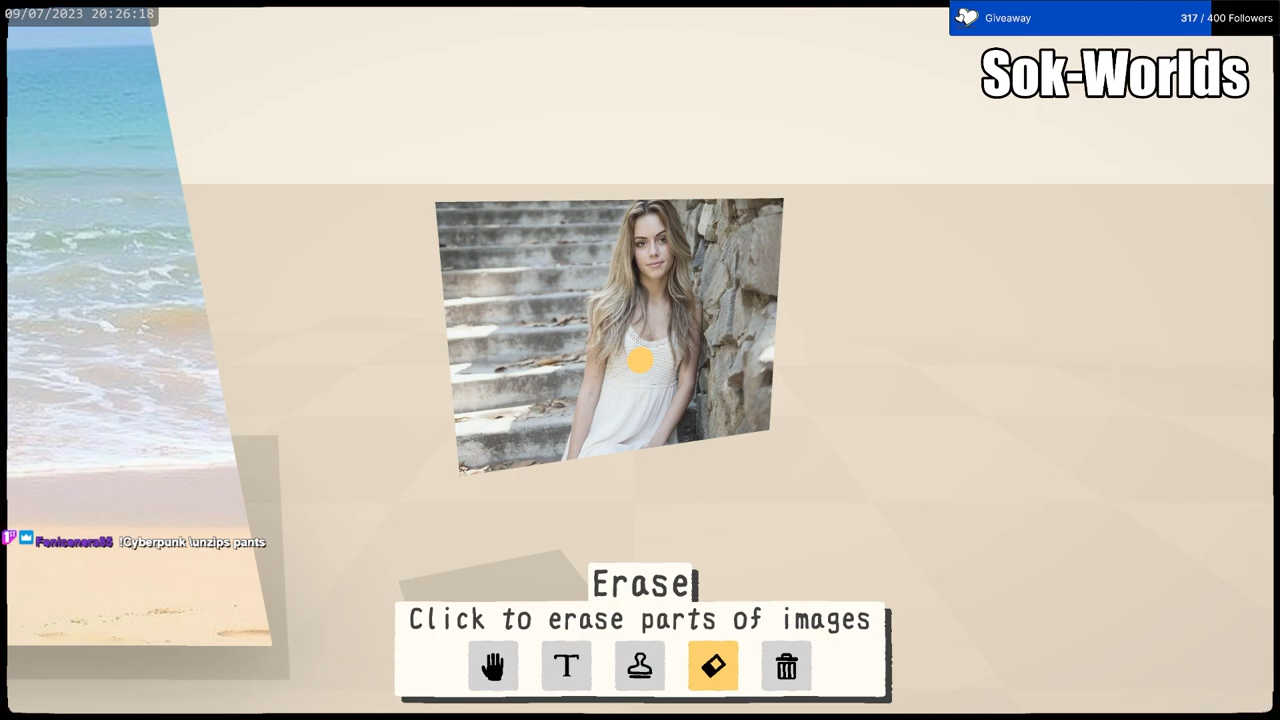 09/07/2023 20:26:18
Giveaway 317 / 400 Followers
Sok-Worlds
Fenicenera86 !Cyberpunk \unzips pants
Erase
Click to erase parts of images
T